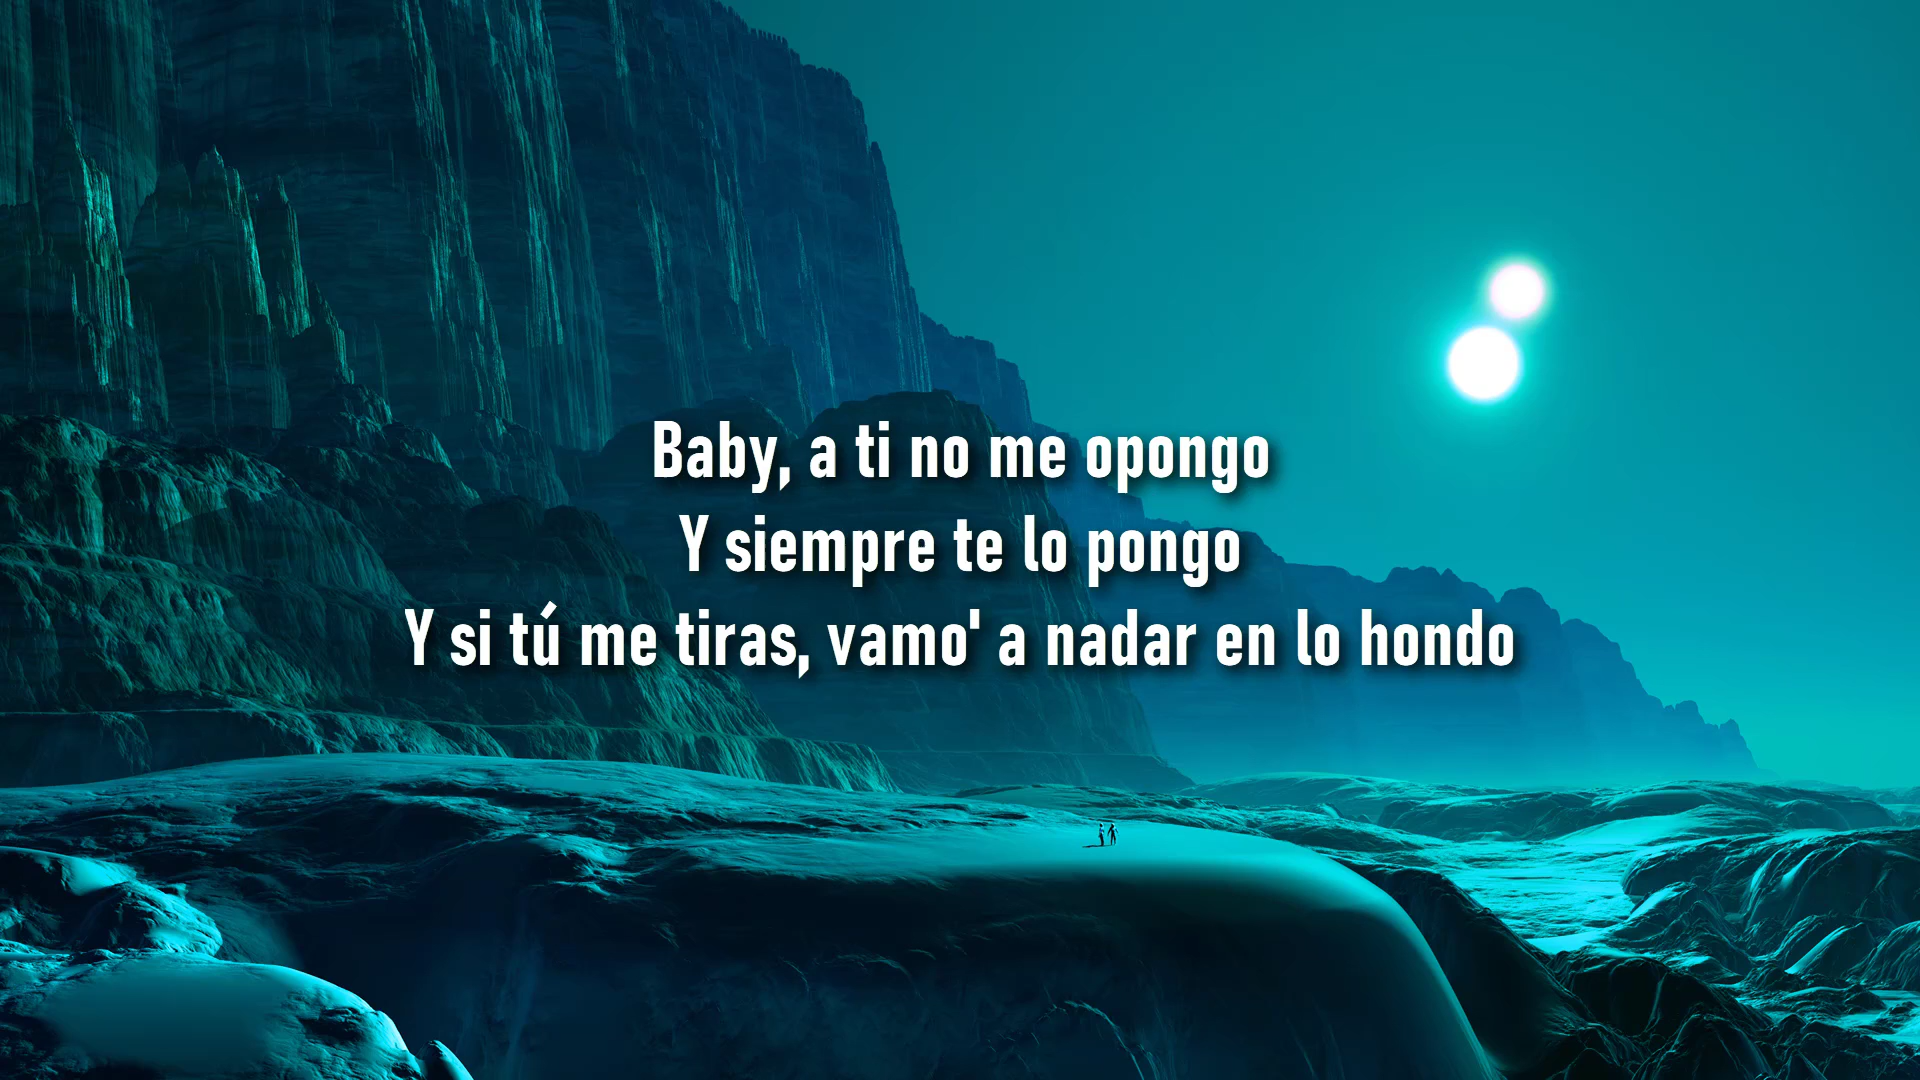 Baby, a ti no me opongo
Y siempre te lo pongo
Y si tú me tiras, vamo' a nadar en lo hondo